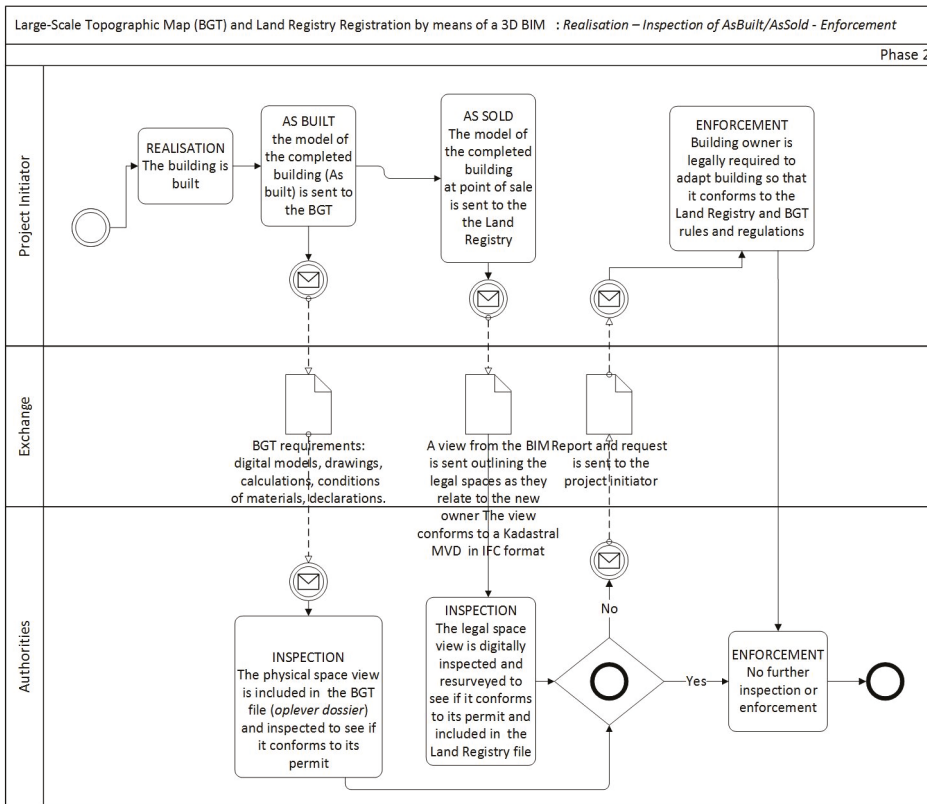 Large-Scale Topographic Map (BGT) and Land Registry Registration by means of a 3D BIM : Realisation – Inspection of AsBuilt/AsSold - Enforcement
Phase 2
Project Initiator
REALISATION
The building is
built
AS BUILT
the model of
the completed
building (As
built) is sent to
the BGT
AS SOLD
The model of
the completed
building
at point of sale
is sent to the
the Land
Registry
ENFORCEMENT
Building owner is
legally required to
adapt building so that
it conforms to the
Land Registry and BGT
rules and regulations
Exchange
BGT requirements:
digital models, drawings,
calculations, conditions
of materials, declarations.
A view from the BIM
is sent outlining the
legal spaces as they
relate to the new
owner The view
conforms to a Kadastral
MVD in IFC format
Report and request
is sent to the
project initiator
Authorities
INSPECTION
The physical space view
is included in the BGT
file (oplever dossier)
and inspected to see if
it conforms to its
permit
INSPECTION
The legal space
view is digitally
inspected and
resurveyed to
see if it conforms
to its permit and
included in the
Land Registry file
No
Yes
ENFORCEMENT
No further
inspection or
enforcement